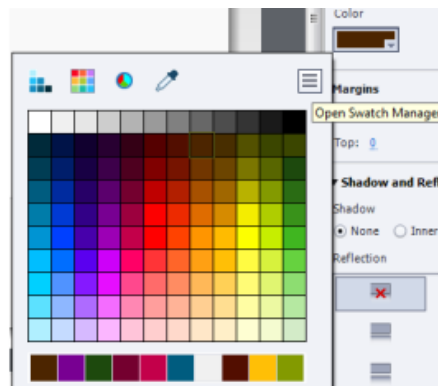 Color
Margins
Open Swatch Manager
Top: 0
Shadow and Refl
Shadow
None
Inner
Reflection